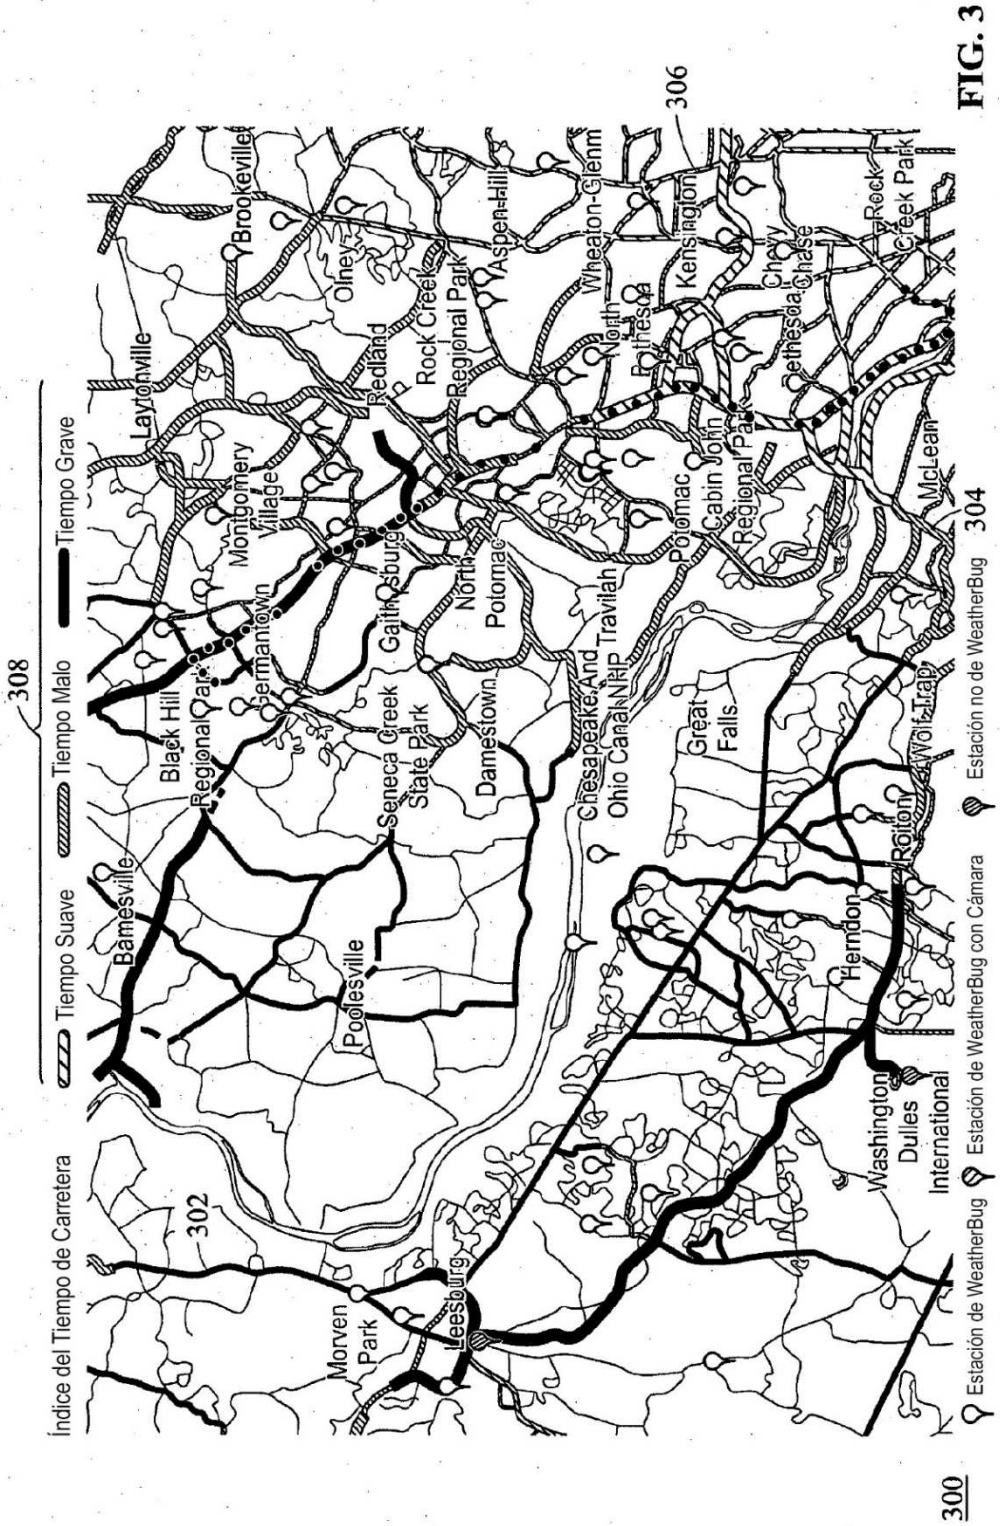 308
Índice del Tiempo de Carretera
Tiempo Suave
Tiempo Malo
Tiempo Grave
302
Morven
Park
Leesburg
Bamesville
Poolesville
Black Hill
Regional
Germantown
Seneca Creek
State Park
Damestown
Chesapeake And
Ohio Canal NHP
Travilah
North
Potomac
Gaithersburg
Montgomery
Village
Laytonville
Redland
Olney
Brookeville
Rock Creek
Regional Park
Aspen-Hill
Wheaton-Glenm
North
Bethesda
Kensington
306
Potomac
Cabin John
Regional Park
Bethesda
Chevy
Chase
Rock
Creek Park
McLean
Great
Falls
Wolf Trap
Roiton
Herndon
Washington
Dulles
International
304
Estación de WeatherBug
Estación de WeatherBug con Cámara
Estación no de WeatherBug
300
FIG. 3